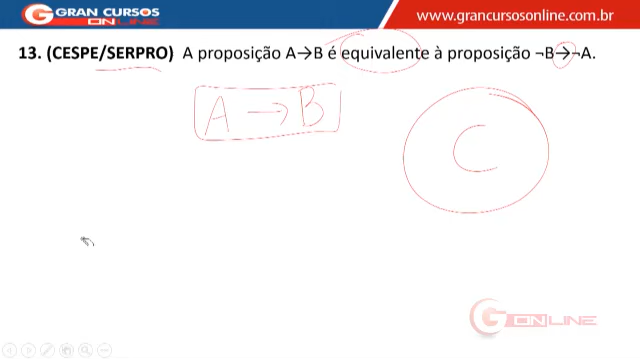 GRAN CURSOS
ONLINE
www.grancursosonline.com.br
13. (CESPE/SERPRO) A proposição A→B é equivalente à proposição ¬B→¬A.
A → B
C
G ONLINE